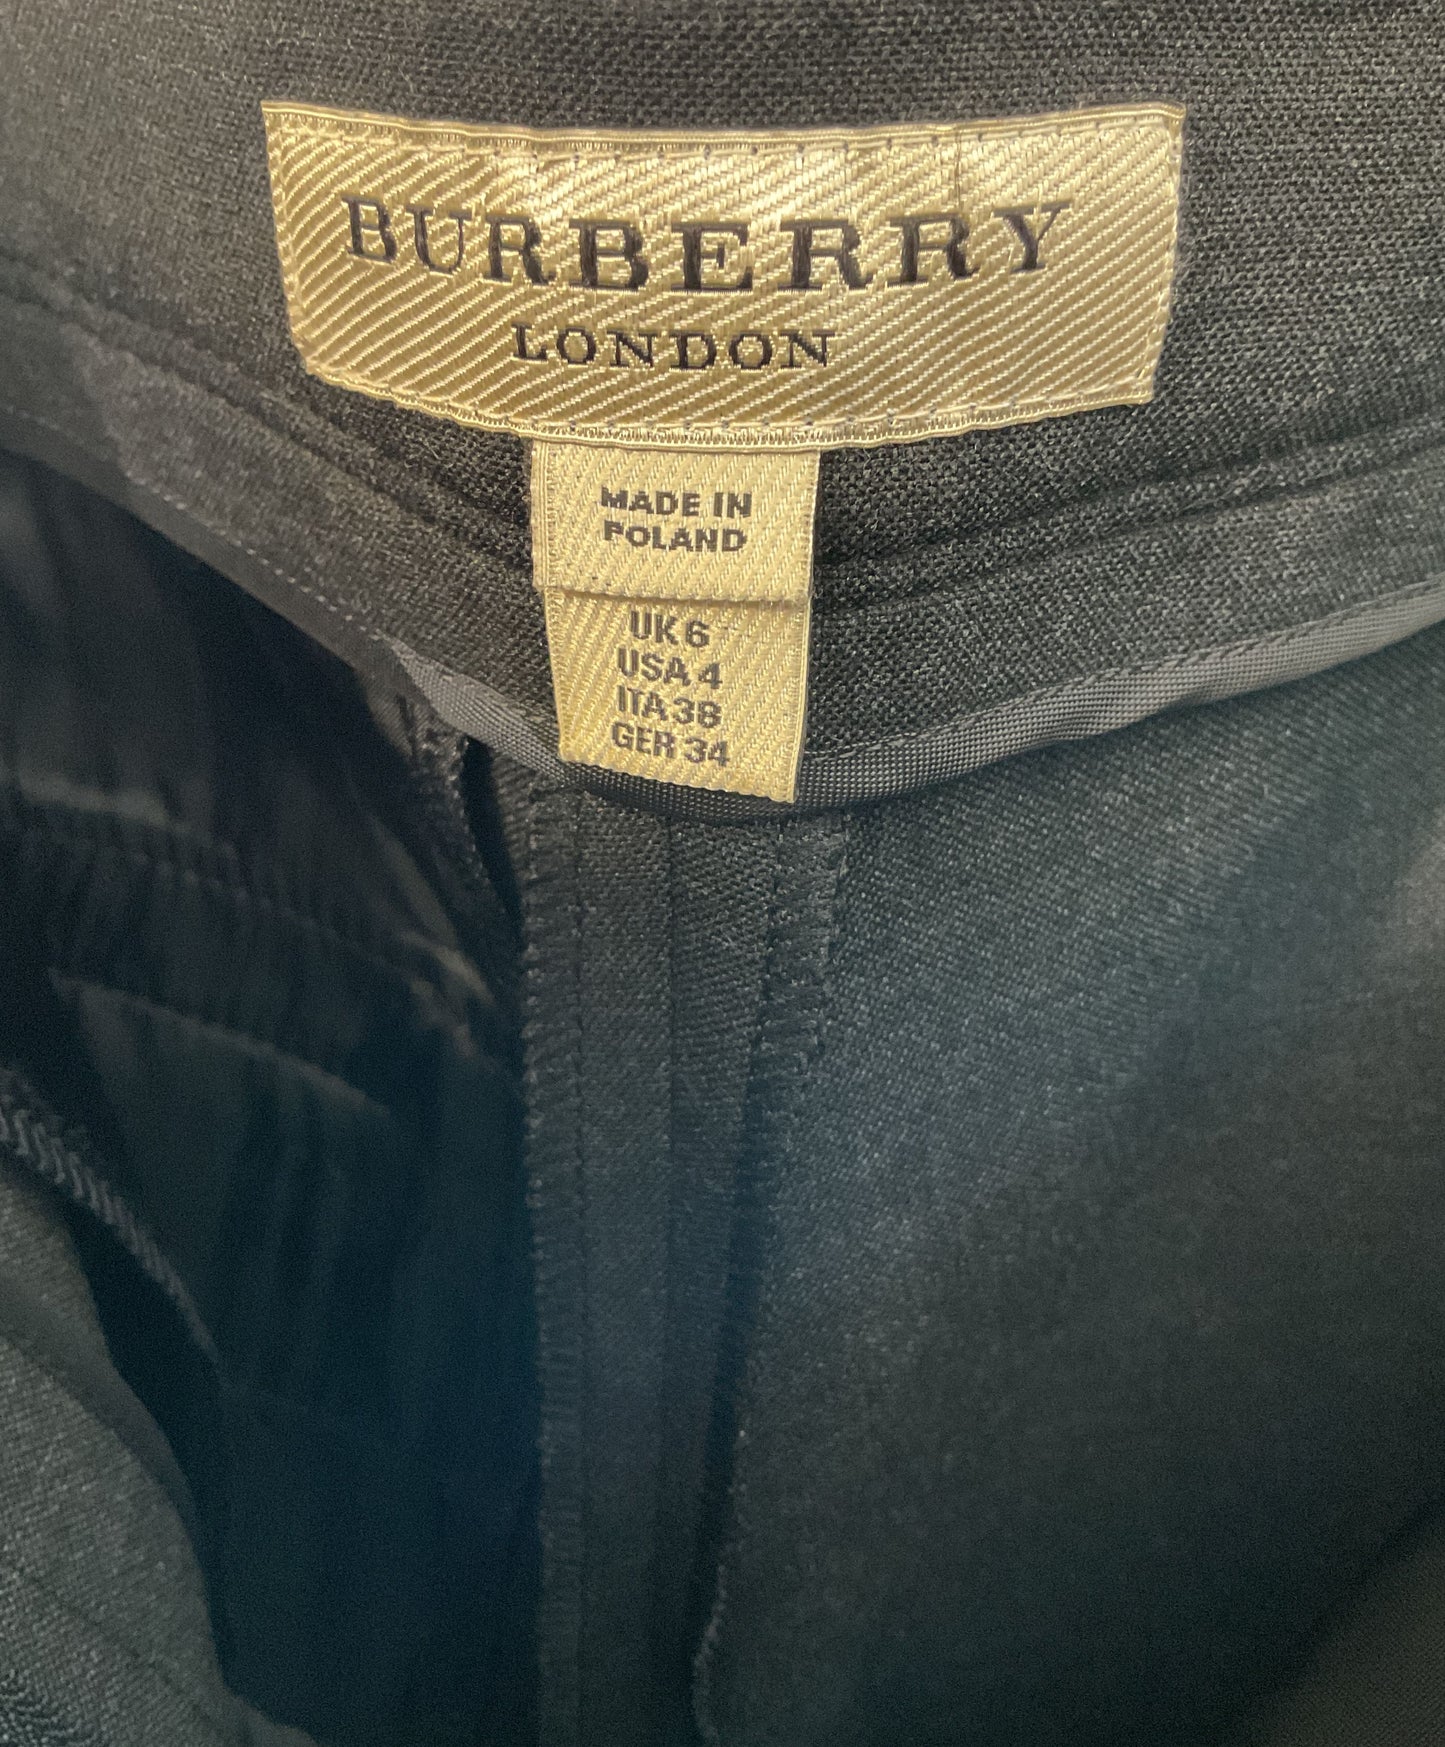 BURBERRY
LONDON
MADE IN
POLAND
UK 6
USA 4
ITA 38
GER 34